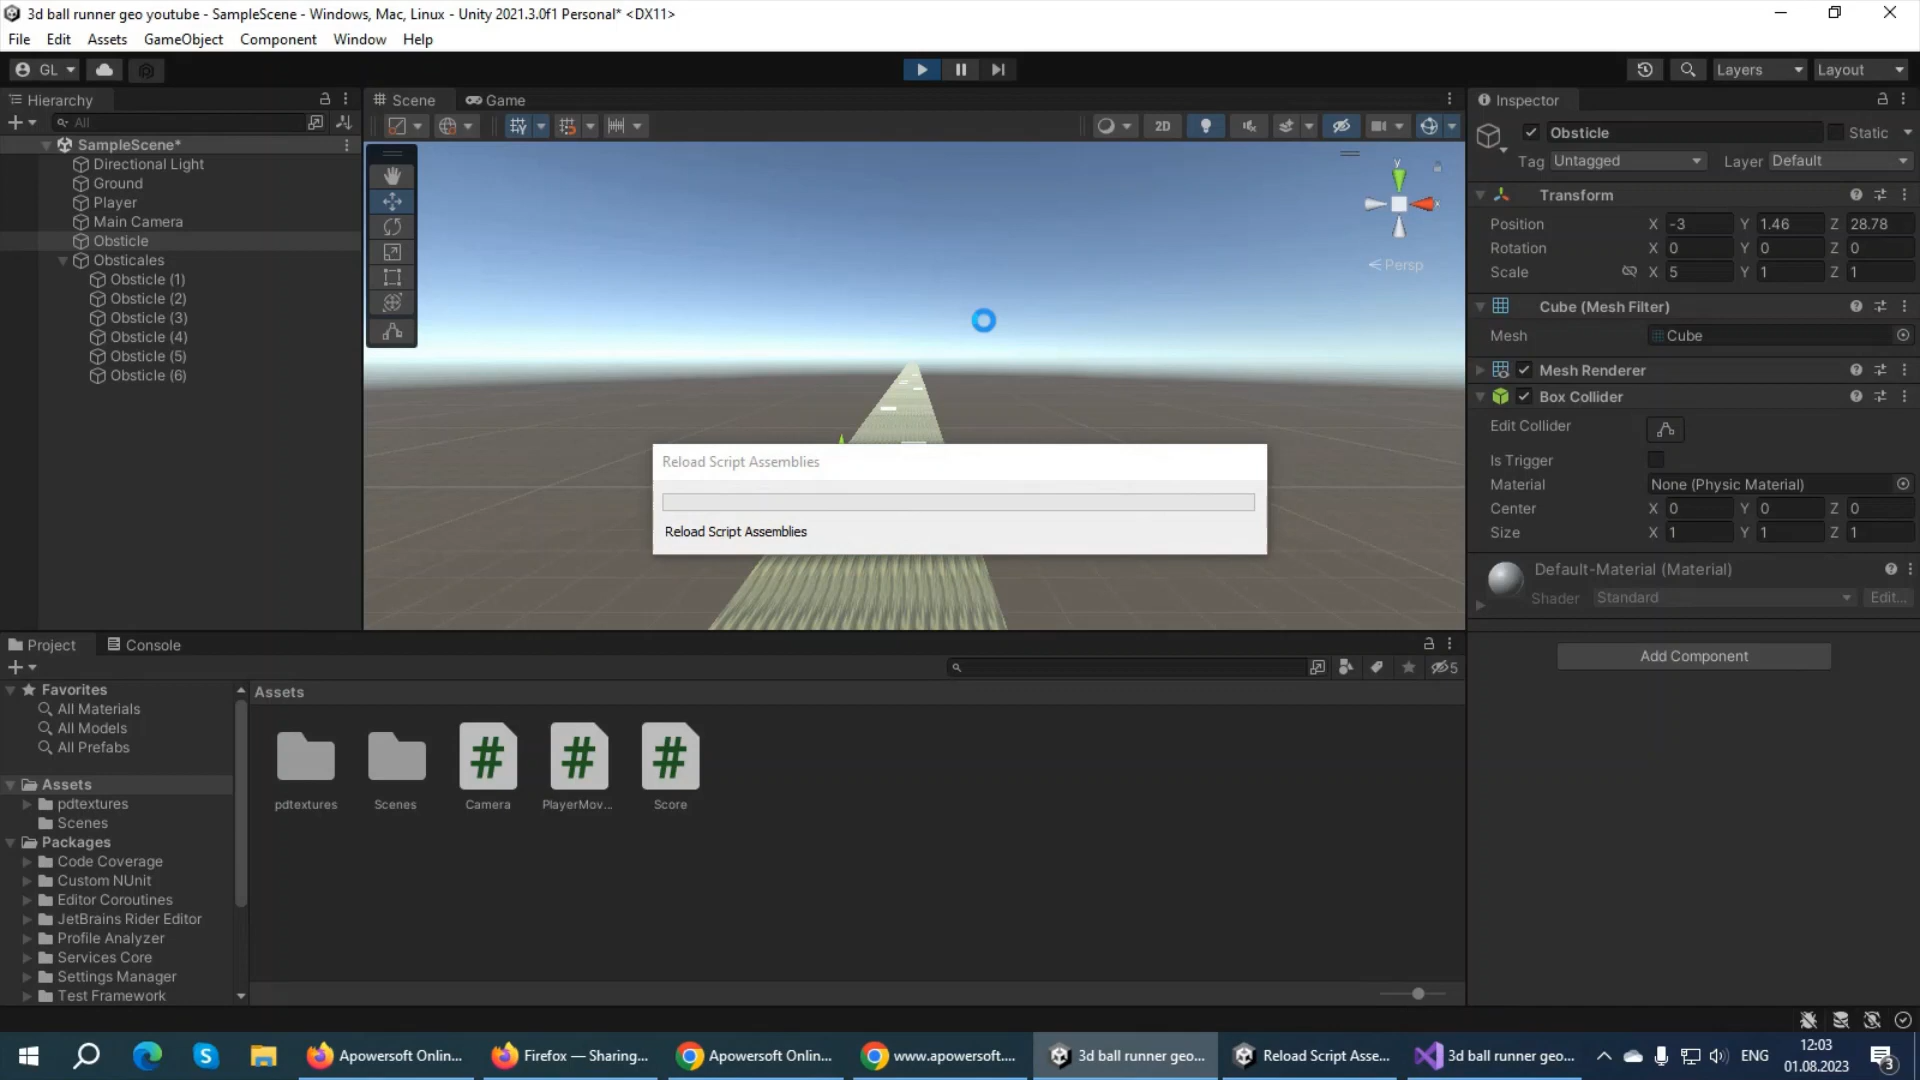 3d ball runner geo youtube - SampleScene - Windows, Mac, Linux - Unity 2021.3.0f1 Personal* <DX11>
File Edit Assets GameObject Component Window Help
GL
Layers
Layout
Hierarchy
All
SampleScene*
Directional Light
Ground
Player
Main Camera
Obsticle
Obsticales
Obsticle (1)
Obsticle (2)
Obsticle (3)
Obsticle (4)
Obsticle (5)
Obsticle (6)
Scene
Game
2D
y
x
Persp
Reload Script Assemblies
Reload Script Assemblies
Inspector
Obsticle
Static
Tag Untagged Layer Default
Transform
Position X -3 Y 1.46 Z 28.78
Rotation X 0 Y 0 Z 0
Scale X 5 Y 1 Z 1
Cube (Mesh Filter)
Mesh Cube
Mesh Renderer
Box Collider
Edit Collider
Is Trigger
Material None (Physic Material)
Center X 0 Y 0 Z 0
Size X 1 Y 1 Z 1
Default-Material (Material)
Shader Standard Edit...
Add Component
Project
Console
5
Favorites
All Materials
All Models
All Prefabs
Assets
pdtextures
Scenes
Packages
Code Coverage
Custom NUnit
Editor Coroutines
JetBrains Rider Editor
Profile Analyzer
Services Core
Settings Manager
Test Framework
Assets
pdtextures
Scenes
Camera
PlayerMov...
Score
Apowersoft Onlin...
Firefox — Sharing...
Apowersoft Onlin...
www.apowersoft....
3d ball runner geo...
Reload Script Asse...
3d ball runner geo...
ENG
12:03
01.08.2023
3